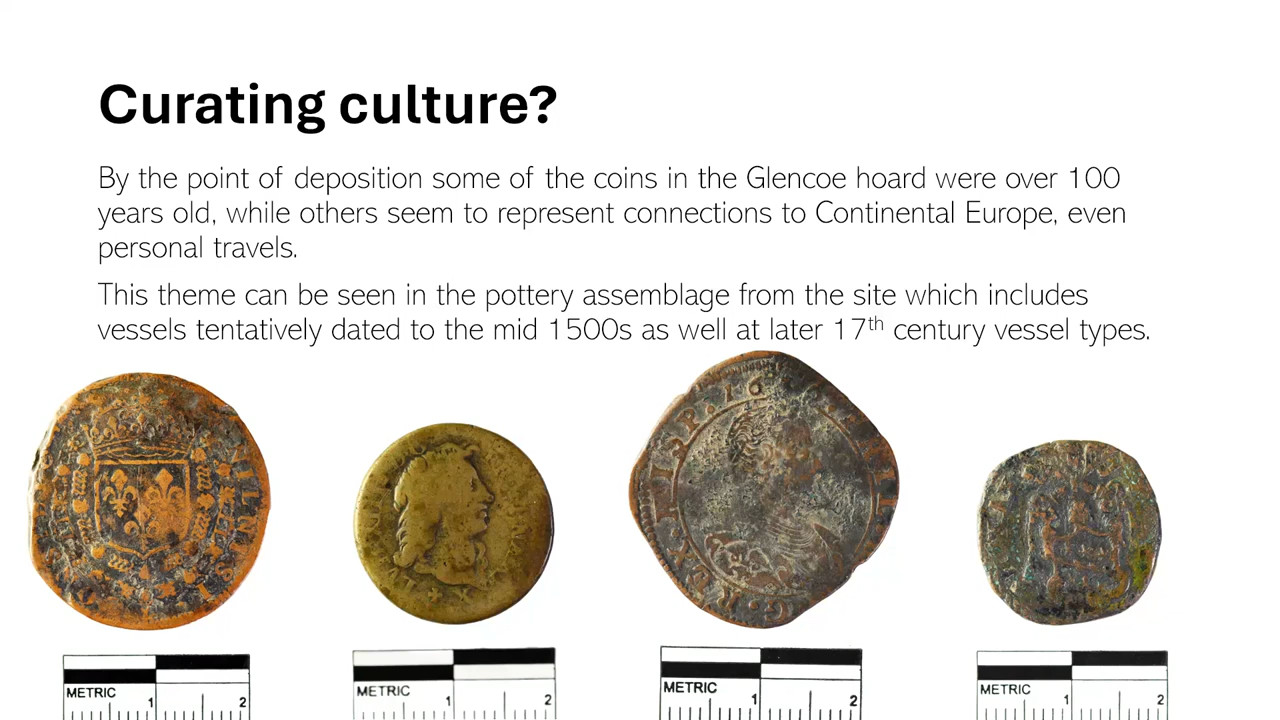 Curating culture?
By the point of deposition some of the coins in the Glencoe hoard were over 100
years old, while others seem to represent connections to Continental Europe, even
personal travels.
This theme can be seen in the pottery assemblage from the site which includes
vessels tentatively dated to the mid 1500s as well at later 17th century vessel types.
HISP. 16
REX
METRIC 1 2
METRIC 1 2
METRIC 1 2
METRIC 1 2